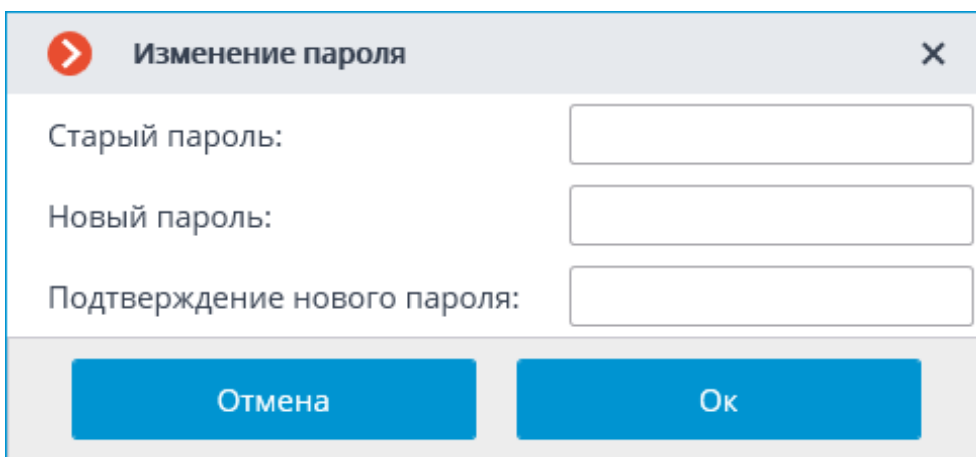 Изменение пароля
Старый пароль:
Новый пароль:
Подтверждение нового пароля:
Отмена
Ок